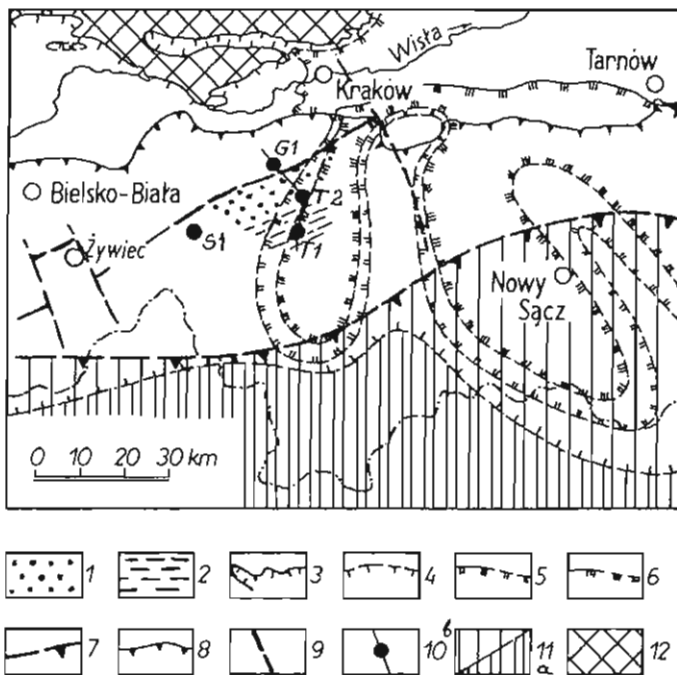 Wisła
Tarnów
Kraków
G1
Bielsko-Biała
T2
S1
T1
Żywiec
Nowy
Sącz
0 10 20 30 km
1 2 3 4 5 6
7 8 9 10 в 11 a 12